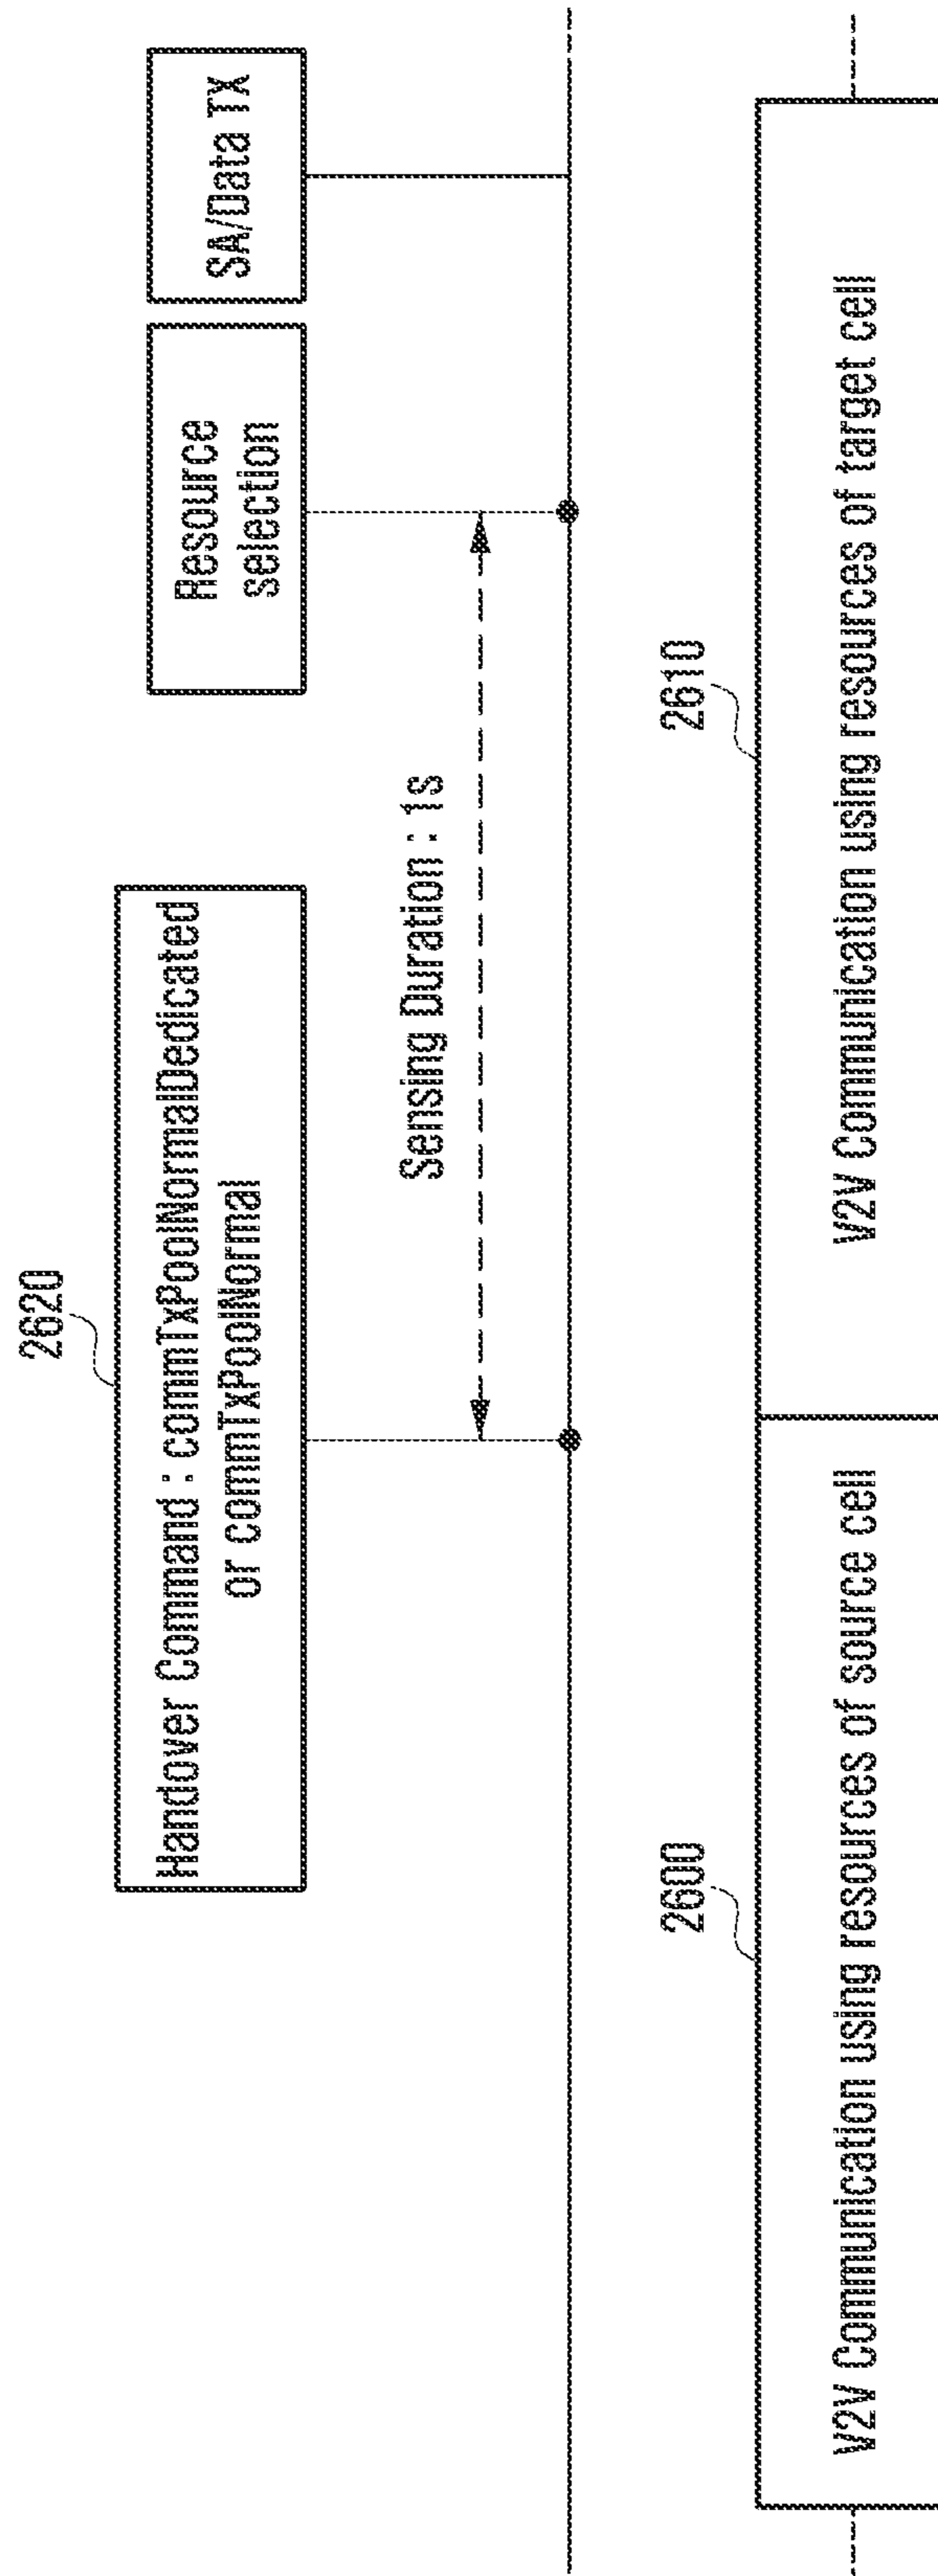 2620
Handover Command : commTxPoolNormalDedicated
or commTxPoolNormal
Resource
selection
SA/Data TX
Sensing Duration : 1s
2600
2610
V2V Communication using resources of source cell
V2V Communication using resources of target cell